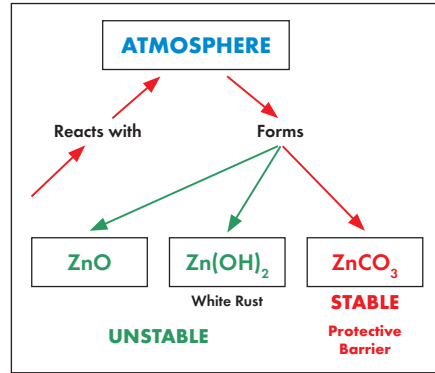 ATMOSPHERE
Reacts with
Forms
ZnO
Zn(OH)₂
ZnCO₃
White Rust
STABLE
UNSTABLE
Protective
Barrier